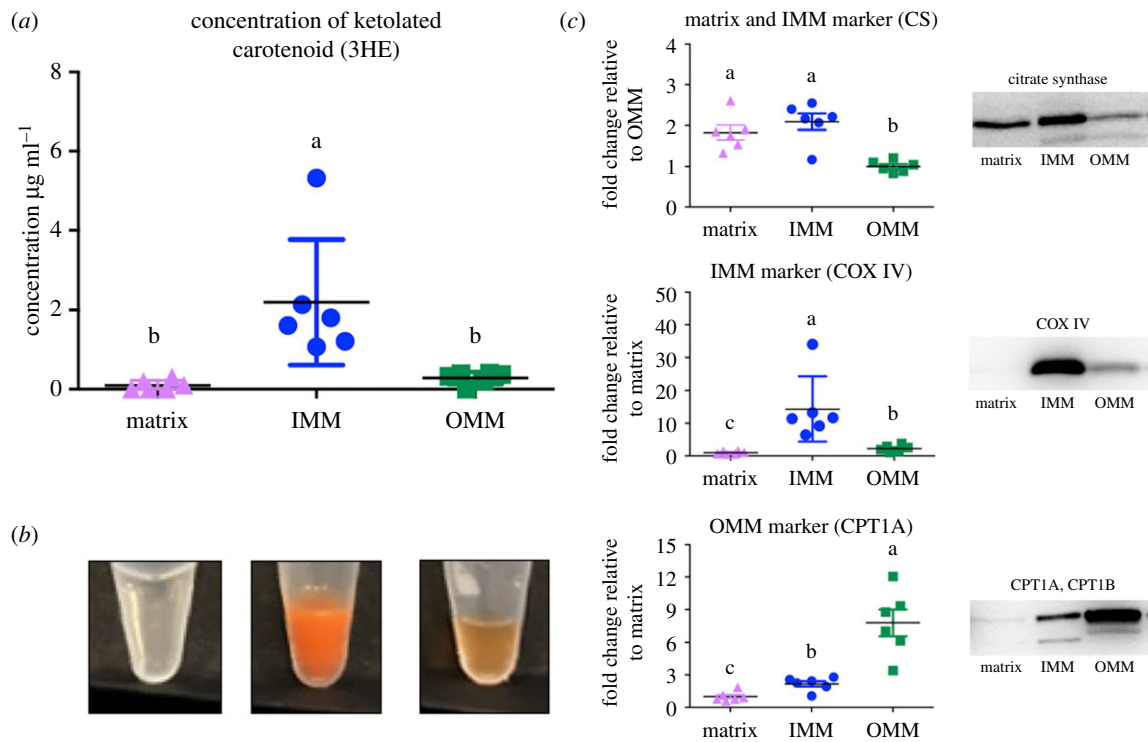 (a)
concentration of ketolated
carotenoid (3HE)
concentration µg ml–1
8
6
4
2
0
b
a
b
matrix
IMM
OMM
(b)
(c)
matrix and IMM marker (CS)
fold change relative
to OMM
4
3
2
1
0
a
a
b
matrix
IMM
OMM
citrate synthase
matrix
IMM
OMM
IMM marker (COX IV)
fold change relative
to matrix
50
40
30
20
10
0
c
a
b
matrix
IMM
OMM
COX IV
matrix
IMM
OMM
OMM marker (CPT1A)
fold change relative
to matrix
15
12
9
6
3
0
c
b
a
matrix
IMM
OMM
CPT1A, CPT1B
matrix
IMM
OMM